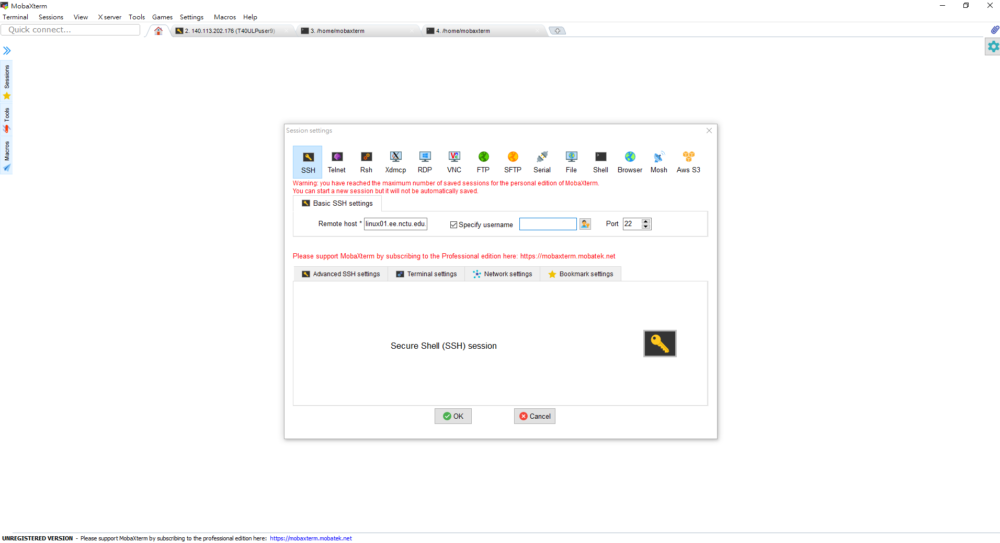 MobaXterm
Terminal Sessions View X server Tools Games Settings Macros Help
Quick connect...
2. 140.113.202.176 (T40ULPuser9)
3. /home/mobaxterm
4. /home/mobaxterm
Sessions
Tools
Macros
Session settings
SSH Telnet Rsh Xdmcp RDP VNC FTP SFTP Serial File Shell Browser Mosh Aws S3
Warning: you have reached the maximum number of saved sessions for the personal edition of MobaXterm.
You can start a new session but it will not be automatically saved.
Basic SSH settings
Remote host * linux01.ee.nctu.edu. Specify username Port 22
Please support MobaXterm by subscribing to the Professional edition here: https://mobaxterm.mobatek.net
Advanced SSH settings Terminal settings Network settings Bookmark settings
Secure Shell (SSH) session
OK Cancel
UNREGISTERED VERSION - Please support MobaXterm by subscribing to the professional edition here: https://mobaxterm.mobatek.net